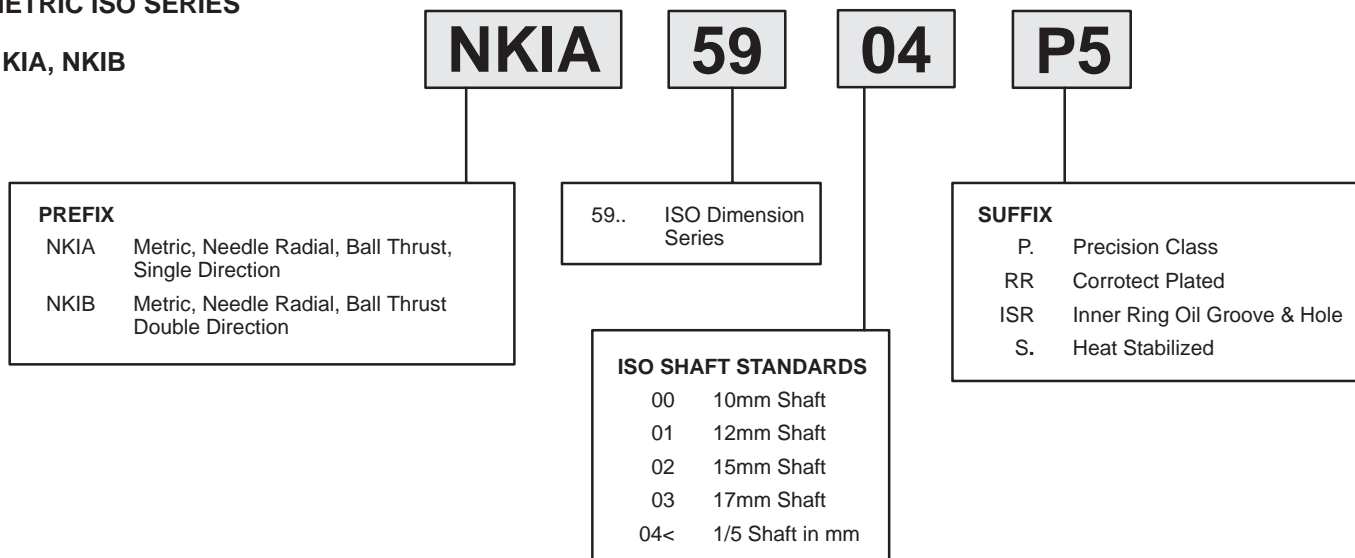 METRIC ISO SERIES
KIA, NKIB
NKIA 59 04 P5
PREFIX
NKIA Metric, Needle Radial, Ball Thrust,
Single Direction
NKIB Metric, Needle Radial, Ball Thrust
Double Direction
59.. ISO Dimension
Series
ISO SHAFT STANDARDS
00 10mm Shaft
01 12mm Shaft
02 15mm Shaft
03 17mm Shaft
04< 1/5 Shaft in mm
SUFFIX
P. Precision Class
RR Corrotect Plated
ISR Inner Ring Oil Groove & Hole
S. Heat Stabilized